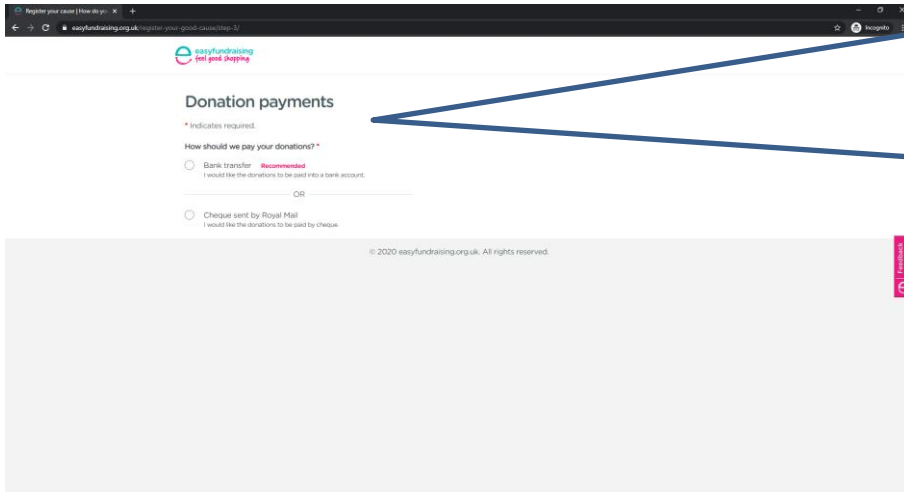 Register your cause | How do yo
easyfundraising.org.uk/register-your-good-cause/step-3/
Incognito
easyfundraising
feel good shopping
Donation payments
* Indicates required.
How should we pay your donations? *
Bank transfer Recommended
I would like the donations to be paid into a bank account.
OR
Cheque sent by Royal Mail
I would like the donations to be paid by cheque.
Feedback
© 2020 easyfundraising.org.uk. All rights reserved.